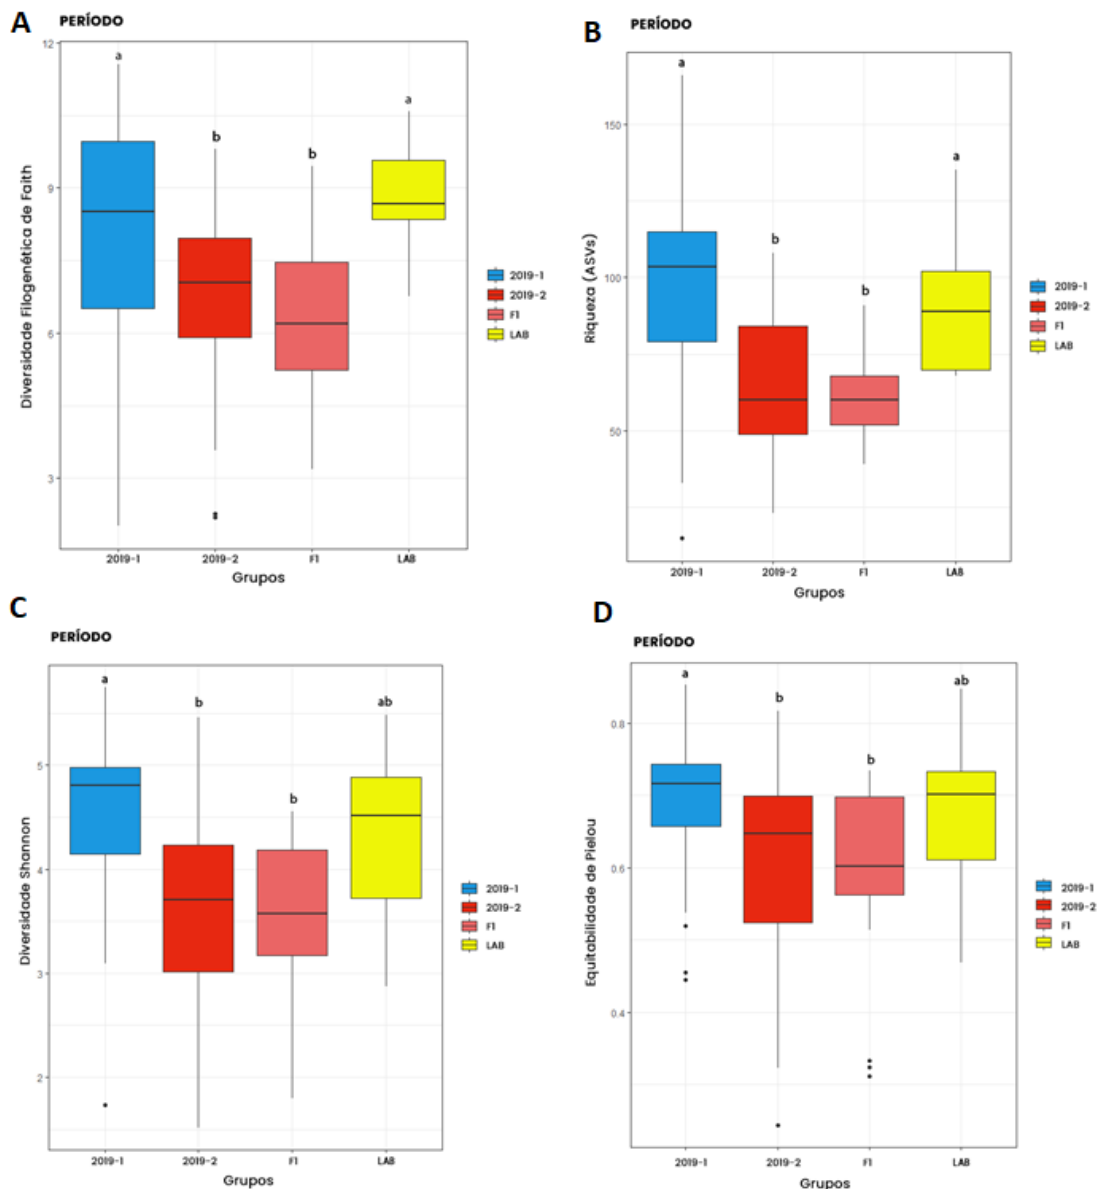 A
PERÍODO
Diversidade Filogenética de Faith
12
9
6
3
a
b
b
a
2019-1
2019-2
F1
LAB
Grupos
2019-1
2019-2
F1
LAB
B
PERÍODO
Riqueza (ASVs)
150
100
50
a
b
b
a
2019-1
2019-2
F1
LAB
Grupos
2019-1
2019-2
F1
LAB
C
PERÍODO
Diversidade Shannon
5
4
3
2
a
b
b
ab
2019-1
2019-2
F1
LAB
Grupos
2019-1
2019-2
F1
LAB
D
PERÍODO
Equitabilidade de Pielou
0.8
0.6
0.4
a
b
b
ab
2019-1
2019-2
F1
LAB
Grupos
2019-1
2019-2
F1
LAB